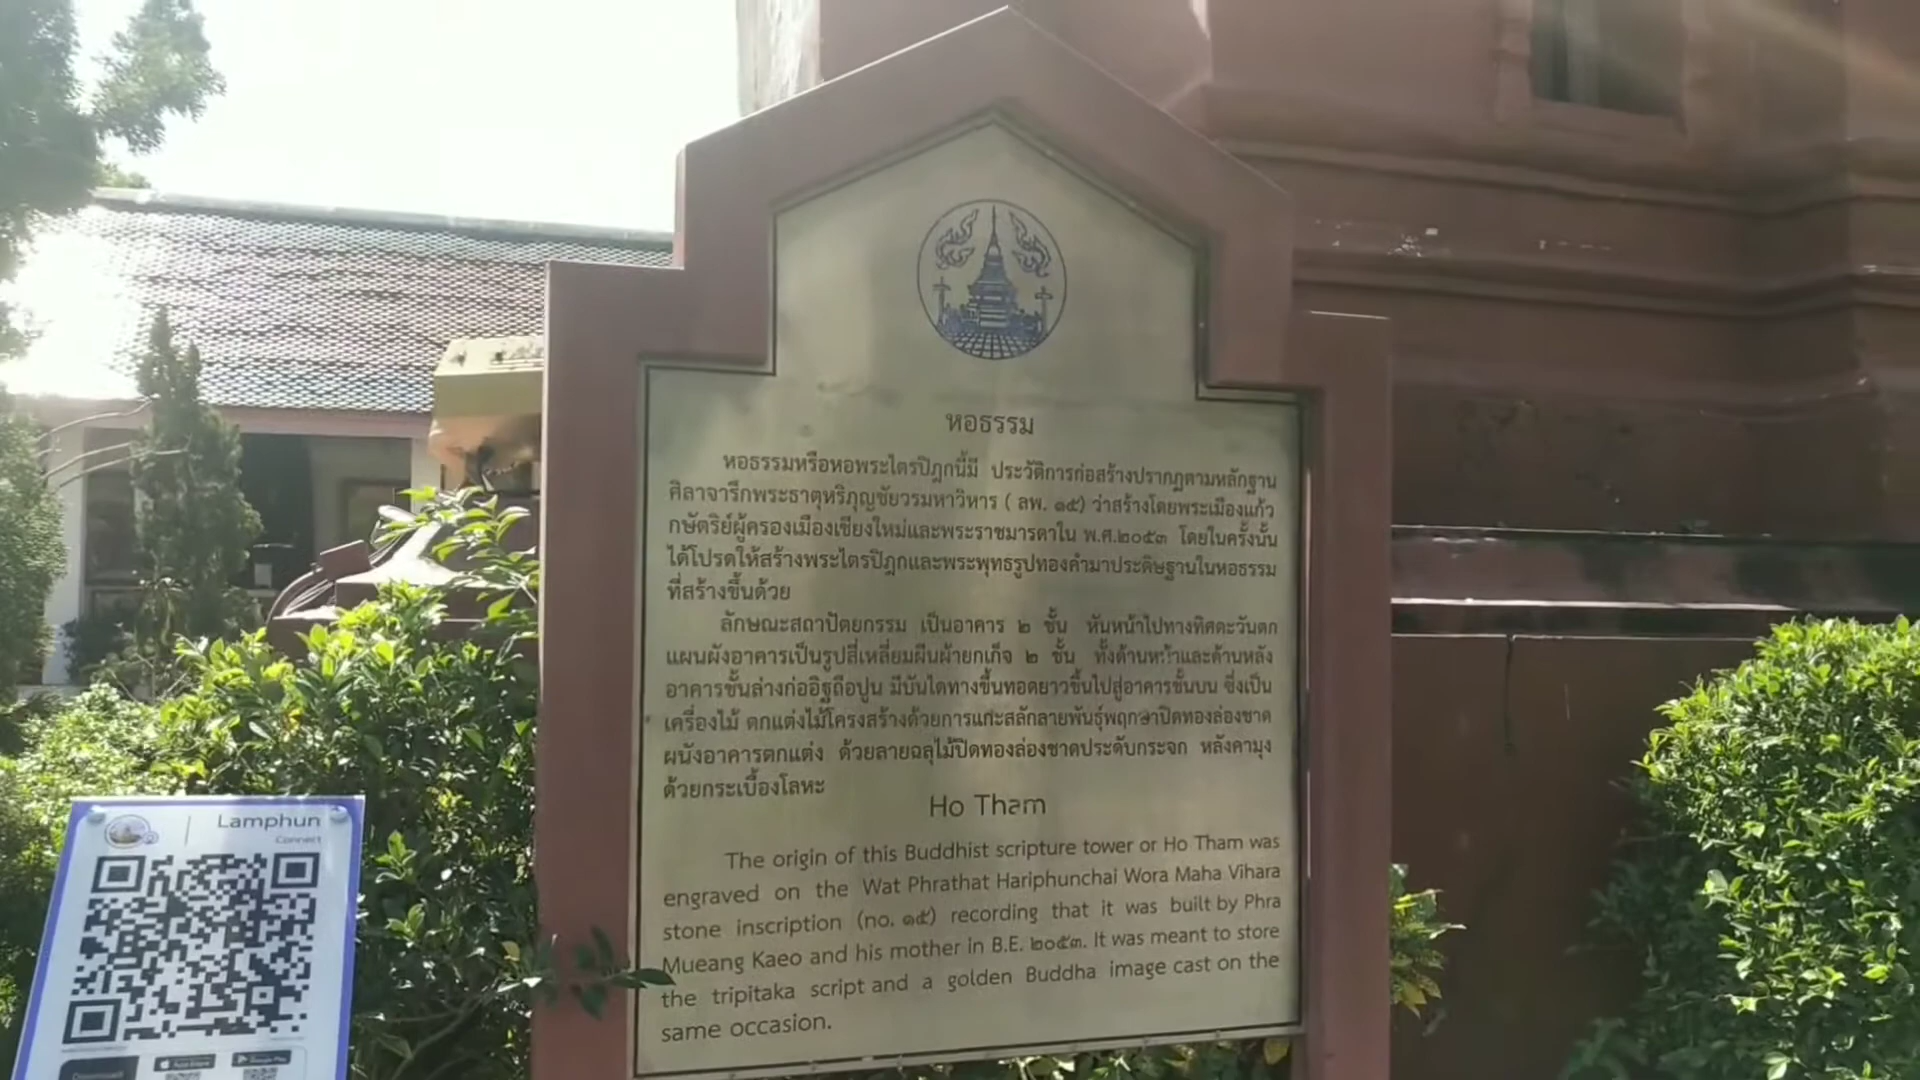 หอธรรม
หอธรรมหรือหอพระไตรปิฎกนี้มี ประวัติการก่อสร้างปรากฏตามหลักฐาน
ศิลาจารึกพระธาตุหริภุญชัยวรมหาวิหาร ( ลพ. ๑๕) ว่าสร้างโดยพระเมืองแก้ว
กษัตริย์ผู้ครองเมืองเชียงใหม่และพระราชมารดาใน พ.ศ.๒๐๕๓ โดยในครั้งนั้น
ได้โปรดให้สร้างพระไตรปิฎกและพระพุทธรูปทองคำมาประดิษฐานในหอธรรม
ที่สร้างขึ้นด้วย
ลักษณะสถาปัตยกรรม เป็นอาคาร ๒ ชั้น หันหน้าไปทางทิศตะวันตก
แผนผังอาคารเป็นรูปสี่เหลี่ยมผืนผ้ายกเก็จ ๒ ชั้น ทั้งด้านหน้าและด้านหลัง
อาคารชั้นล่างก่ออิฐถือปูน มีบันไดทางขึ้นทอดยาวขึ้นไปสู่อาคารชั้นบน ซึ่งเป็น
เครื่องไม้ ตกแต่งไม้โครงสร้างด้วยการแกะสลักลายพันธุ์พฤกษาปิดทองล่องชาด
ผนังอาคารตกแต่ง ด้วยลายฉลุไม้ปิดทองล่องชาดประดับกระจก หลังคามุง
ด้วยกระเบื้องโลหะ
Ho Tham
The origin of this Buddhist scripture tower or Ho Tham was
engraved on the Wat Phrathat Hariphunchai Wora Maha Vihara
stone inscription (no. ๑๕) recording that it was built by Phra
Mueang Kaeo and his mother in B.E. ๒๐๕๓. It was meant to store
the tripitaka script and a golden Buddha image cast on the
same occasion.
Lamphun
Connect
App Store
Google Play